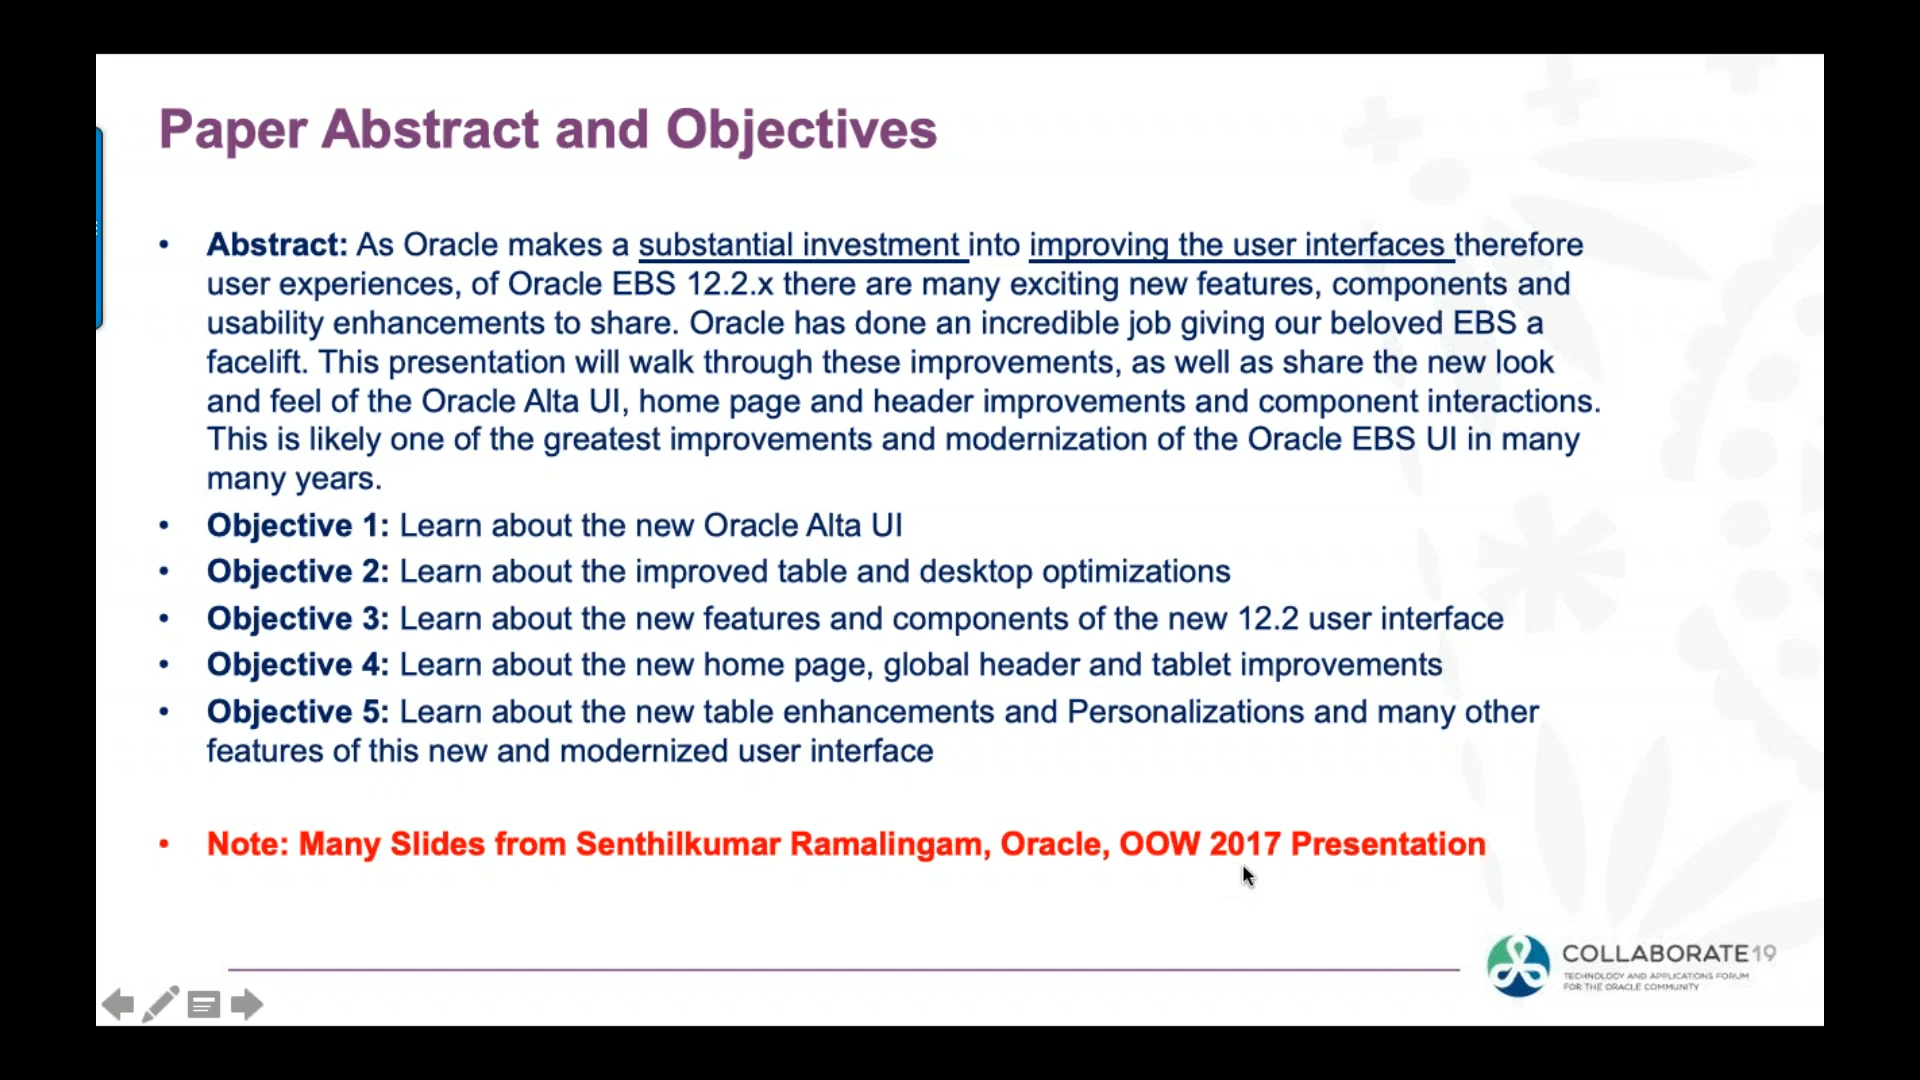 Paper Abstract and Objectives
• Abstract: As Oracle makes a substantial investment into improving the user interfaces therefore
user experiences, of Oracle EBS 12.2.x there are many exciting new features, components and
usability enhancements to share. Oracle has done an incredible job giving our beloved EBS a
facelift. This presentation will walk through these improvements, as well as share the new look
and feel of the Oracle Alta UI, home page and header improvements and component interactions.
This is likely one of the greatest improvements and modernization of the Oracle EBS UI in many
many years.
• Objective 1: Learn about the new Oracle Alta UI
• Objective 2: Learn about the improved table and desktop optimizations
• Objective 3: Learn about the new features and components of the new 12.2 user interface
• Objective 4: Learn about the new home page, global header and tablet improvements
• Objective 5: Learn about the new table enhancements and Personalizations and many other
features of this new and modernized user interface
• Note: Many Slides from Senthilkumar Ramalingam, Oracle, OOW 2017 Presentation
COLLABORATE19
TECHNOLOGY AND APPLICATIONS FORUM
FOR THE ORACLE COMMUNITY